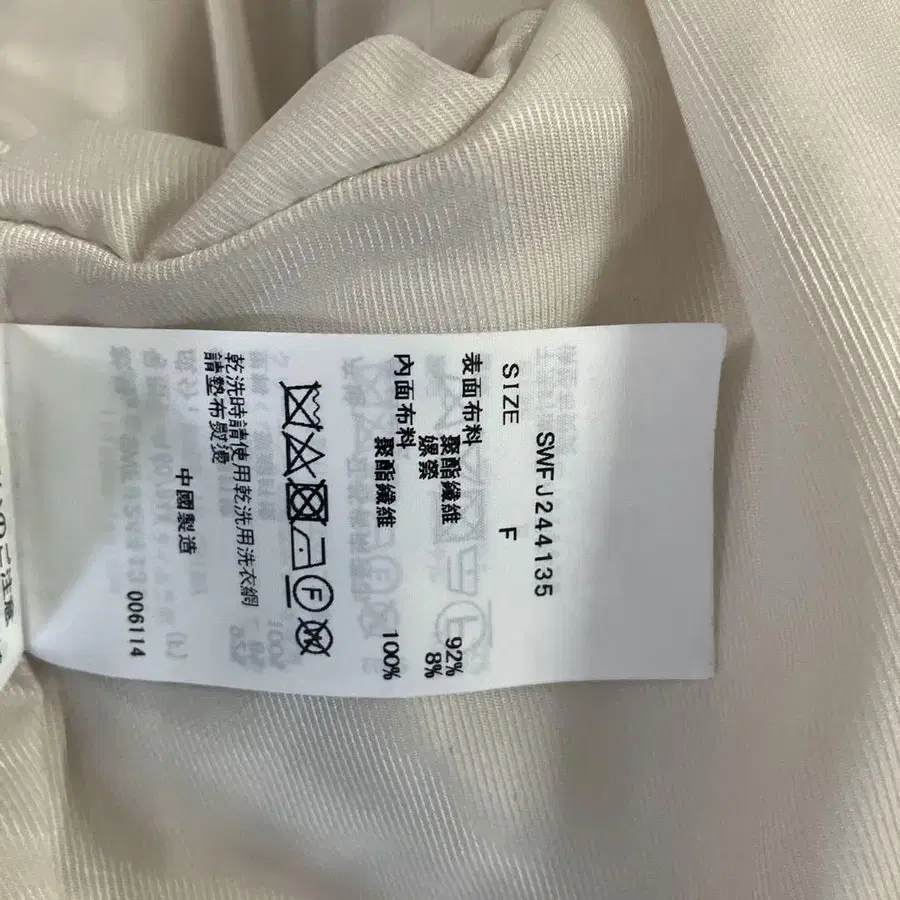 SWFJ244135
SIZE F
表面布料
聚酯纖維 92%
嫘縈 8%
內面布料
聚酯纖維 100%
F
W
乾洗時請使用乾洗用洗衣網
請墊布熨燙
中國製造
006114